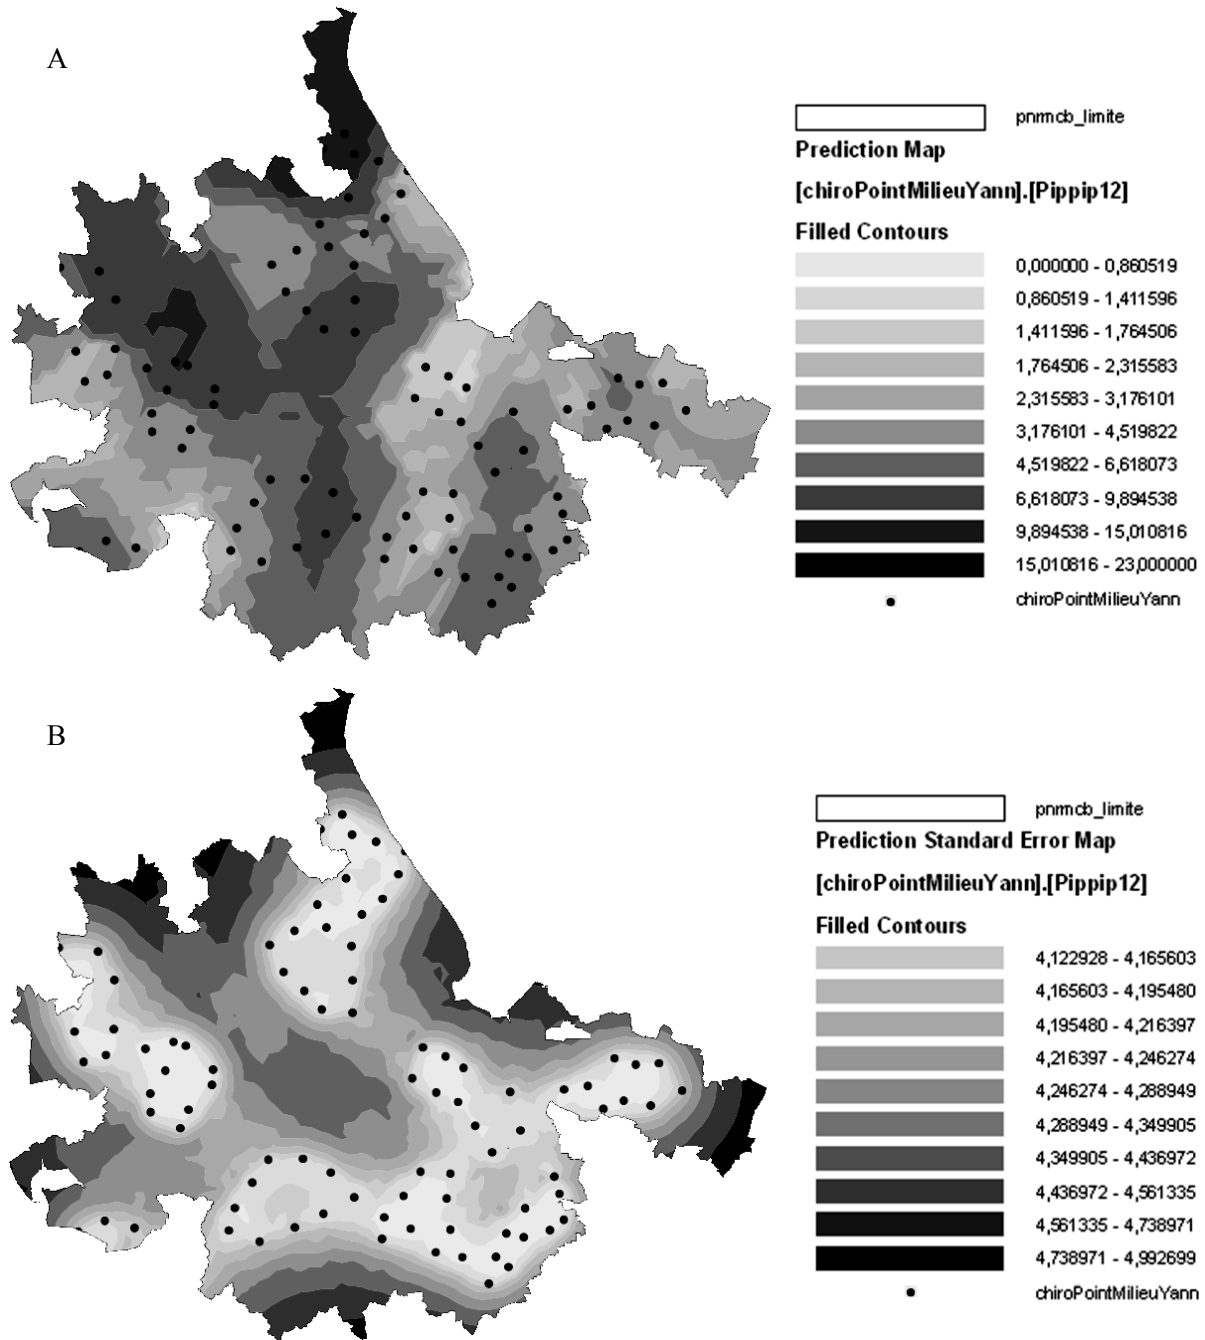 A
pnrmcb_limite
Prediction Map
[chiroPointMilieuYann].[Pippip12]
Filled Contours
0,000000 - 0,860519
0,860519 - 1,411596
1,411596 - 1,764506
1,764506 - 2,315583
2,315583 - 3,176101
3,176101 - 4,519822
4,519822 - 6,618073
6,618073 - 9,894538
9,894538 - 15,010816
15,010816 - 23,000000
chiroPointMilieuYann
B
pnrmcb_limite
Prediction Standard Error Map
[chiroPointMilieuYann].[Pippip12]
Filled Contours
4,122928 - 4,165603
4,165603 - 4,195480
4,195480 - 4,216397
4,216397 - 4,246274
4,246274 - 4,288949
4,288949 - 4,349905
4,349905 - 4,436972
4,436972 - 4,561335
4,561335 - 4,738971
4,738971 - 4,992699
chiroPointMilieuYann